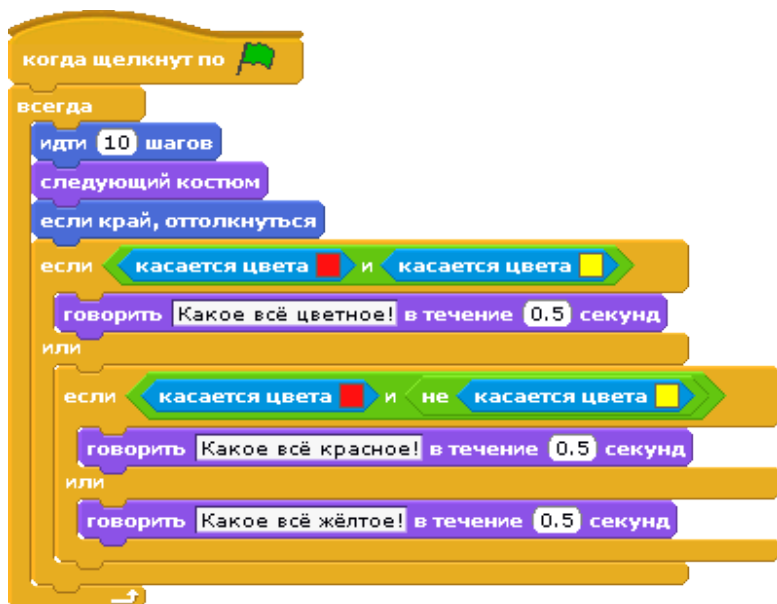 когда щелкнут по
всегда
идти 10 шагов
следующий костюм
если край, оттолкнуться
если касается цвета и касается цвета
говорить Какое всё цветное! в течение 0.5 секунд
или
если касается цвета и не касается цвета
говорить Какое всё красное! в течение 0.5 секунд
или
говорить Какое всё жёлтое! в течение 0.5 секунд